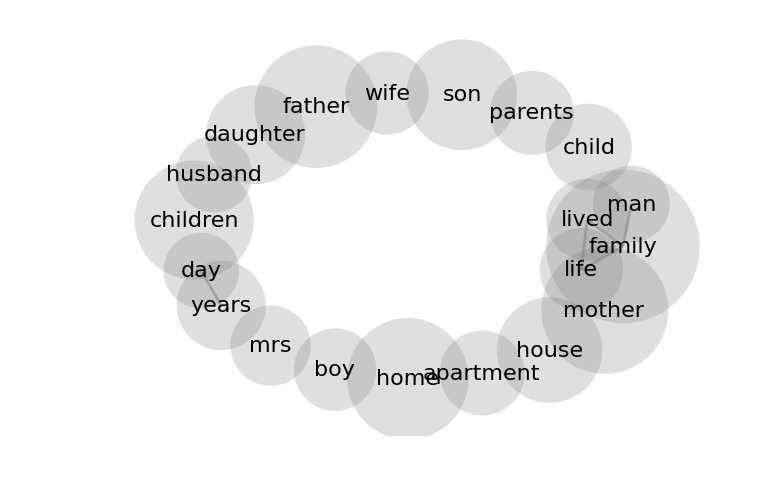 wife
son
father
parents
daughter
child
husband
man
children
lived
family
day
life
years
mother
mrs
house
boy
apartment
home